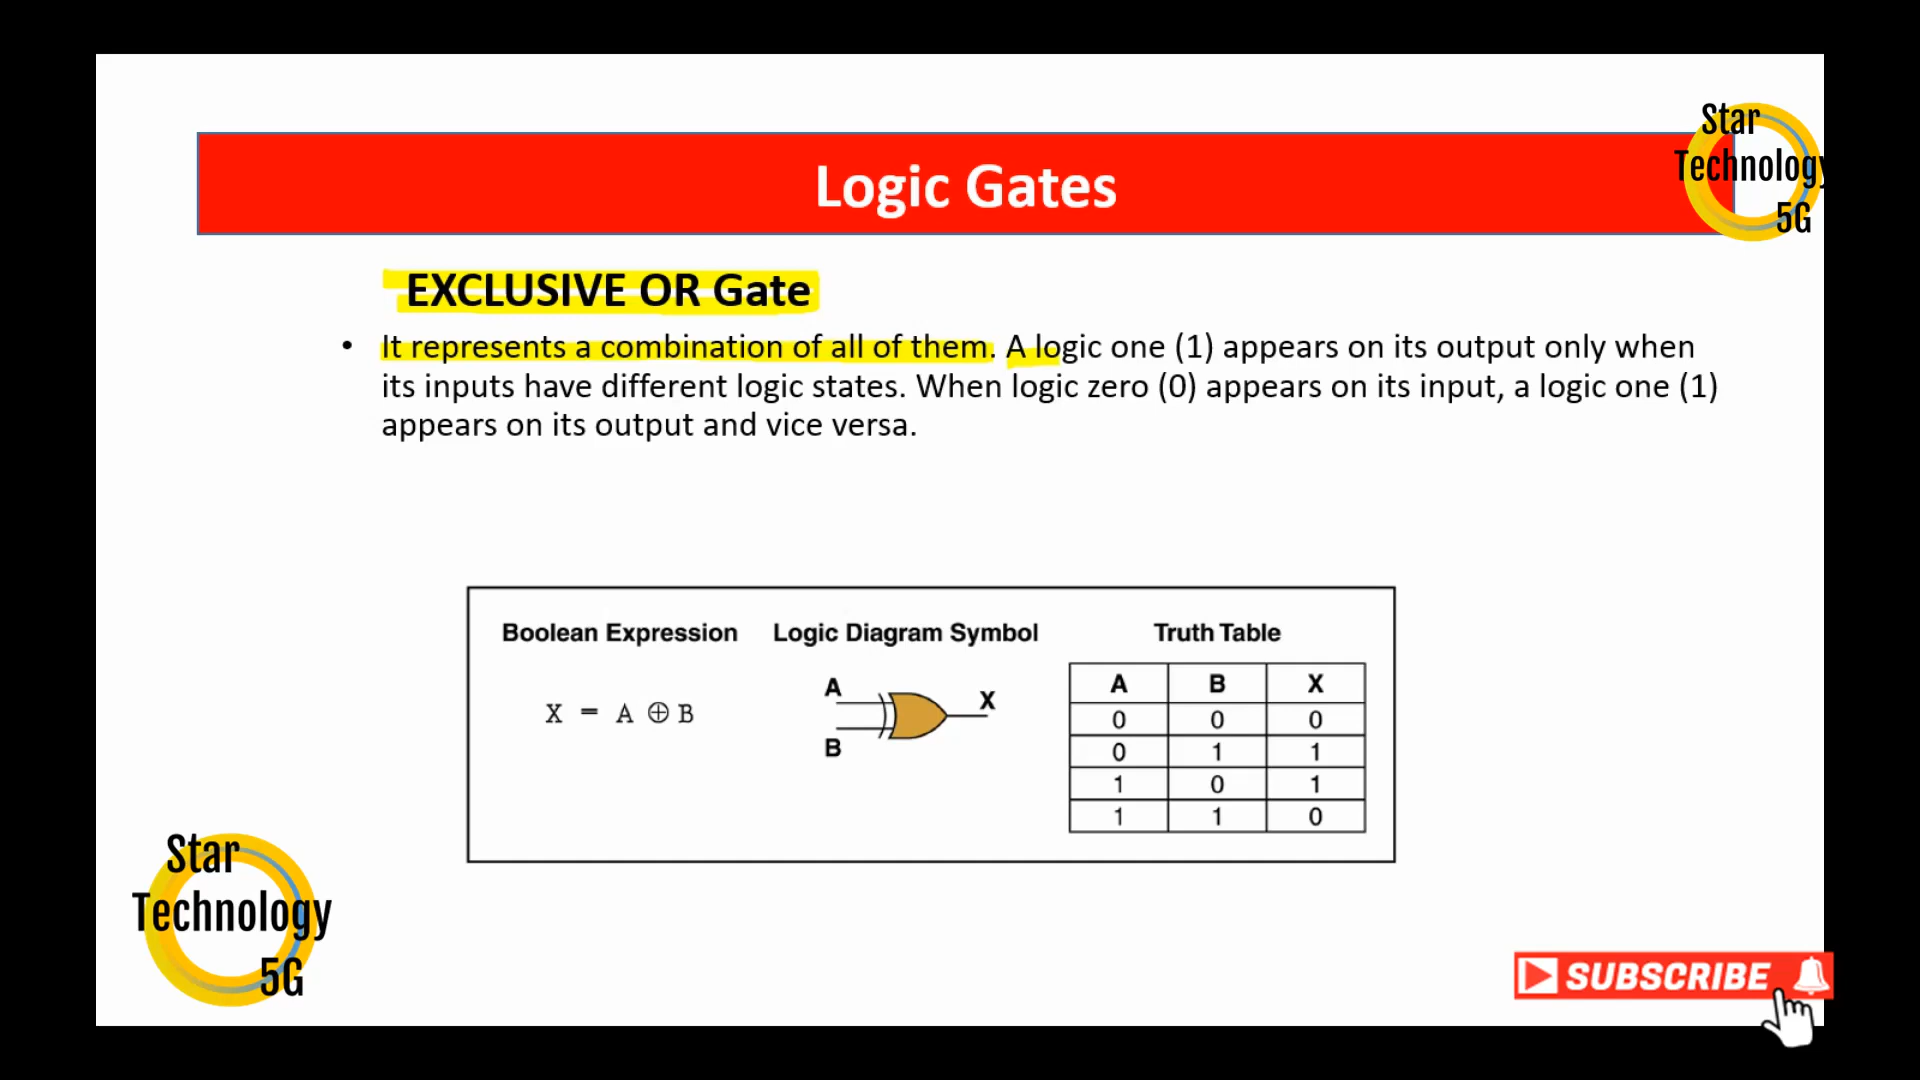 Star
Technology
5G
Logic Gates
EXCLUSIVE OR Gate
• It represents a combination of all of them. A logic one (1) appears on its output only when
its inputs have different logic states. When logic zero (0) appears on its input, a logic one (1)
appears on its output and vice versa.
Boolean Expression Logic Diagram Symbol Truth Table
X = A ⊕ B
A
B
X
A B X
0 0 0
0 1 1
1 0 1
1 1 0
Star
Technology
5G
SUBSCRIBE